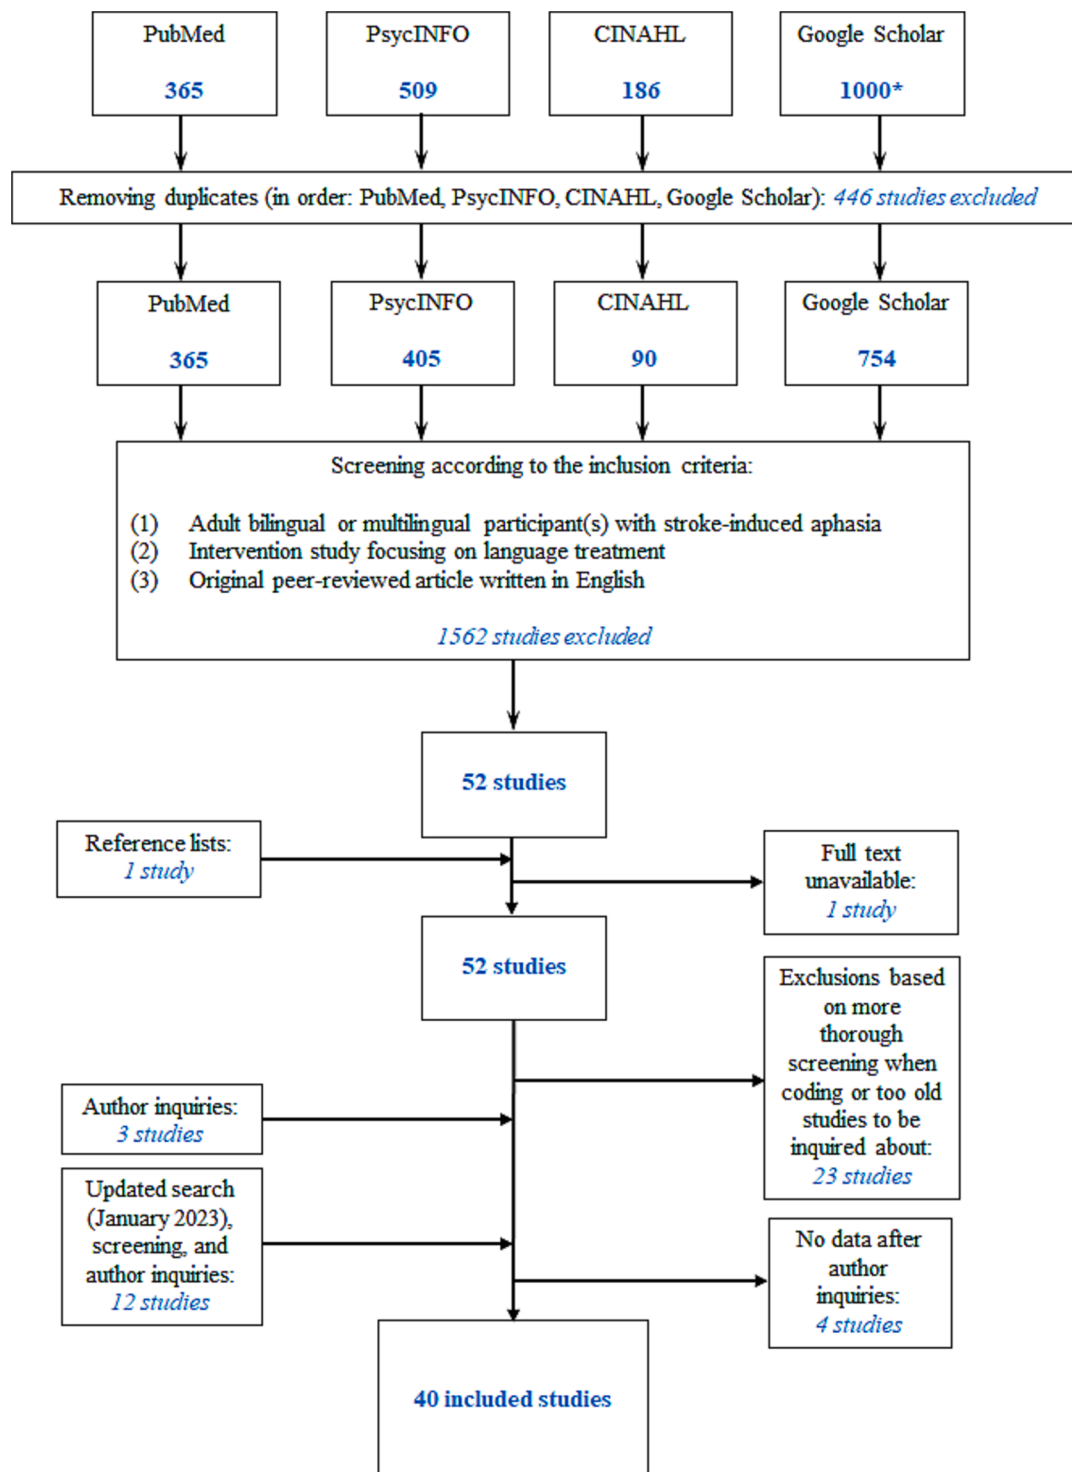 PubMed
365
PsycINFO
509
CINAHL
186
Google Scholar
1000*
Removing duplicates (in order: PubMed, PsycINFO, CINAHL, Google Scholar): 446 studies excluded
PubMed
365
PsycINFO
405
CINAHL
90
Google Scholar
754
Screening according to the inclusion criteria:
(1) Adult bilingual or multilingual participant(s) with stroke-induced aphasia
(2) Intervention study focusing on language treatment
(3) Original peer-reviewed article written in English
1562 studies excluded
52 studies
Reference lists:
1 study
Full text
unavailable:
1 study
52 studies
Exclusions based
on more
thorough
screening when
coding or too old
studies to be
inquired about:
23 studies
Author inquiries:
3 studies
Updated search
(January 2023),
screening, and
author inquiries:
12 studies
No data after
author
inquiries:
4 studies
40 included studies